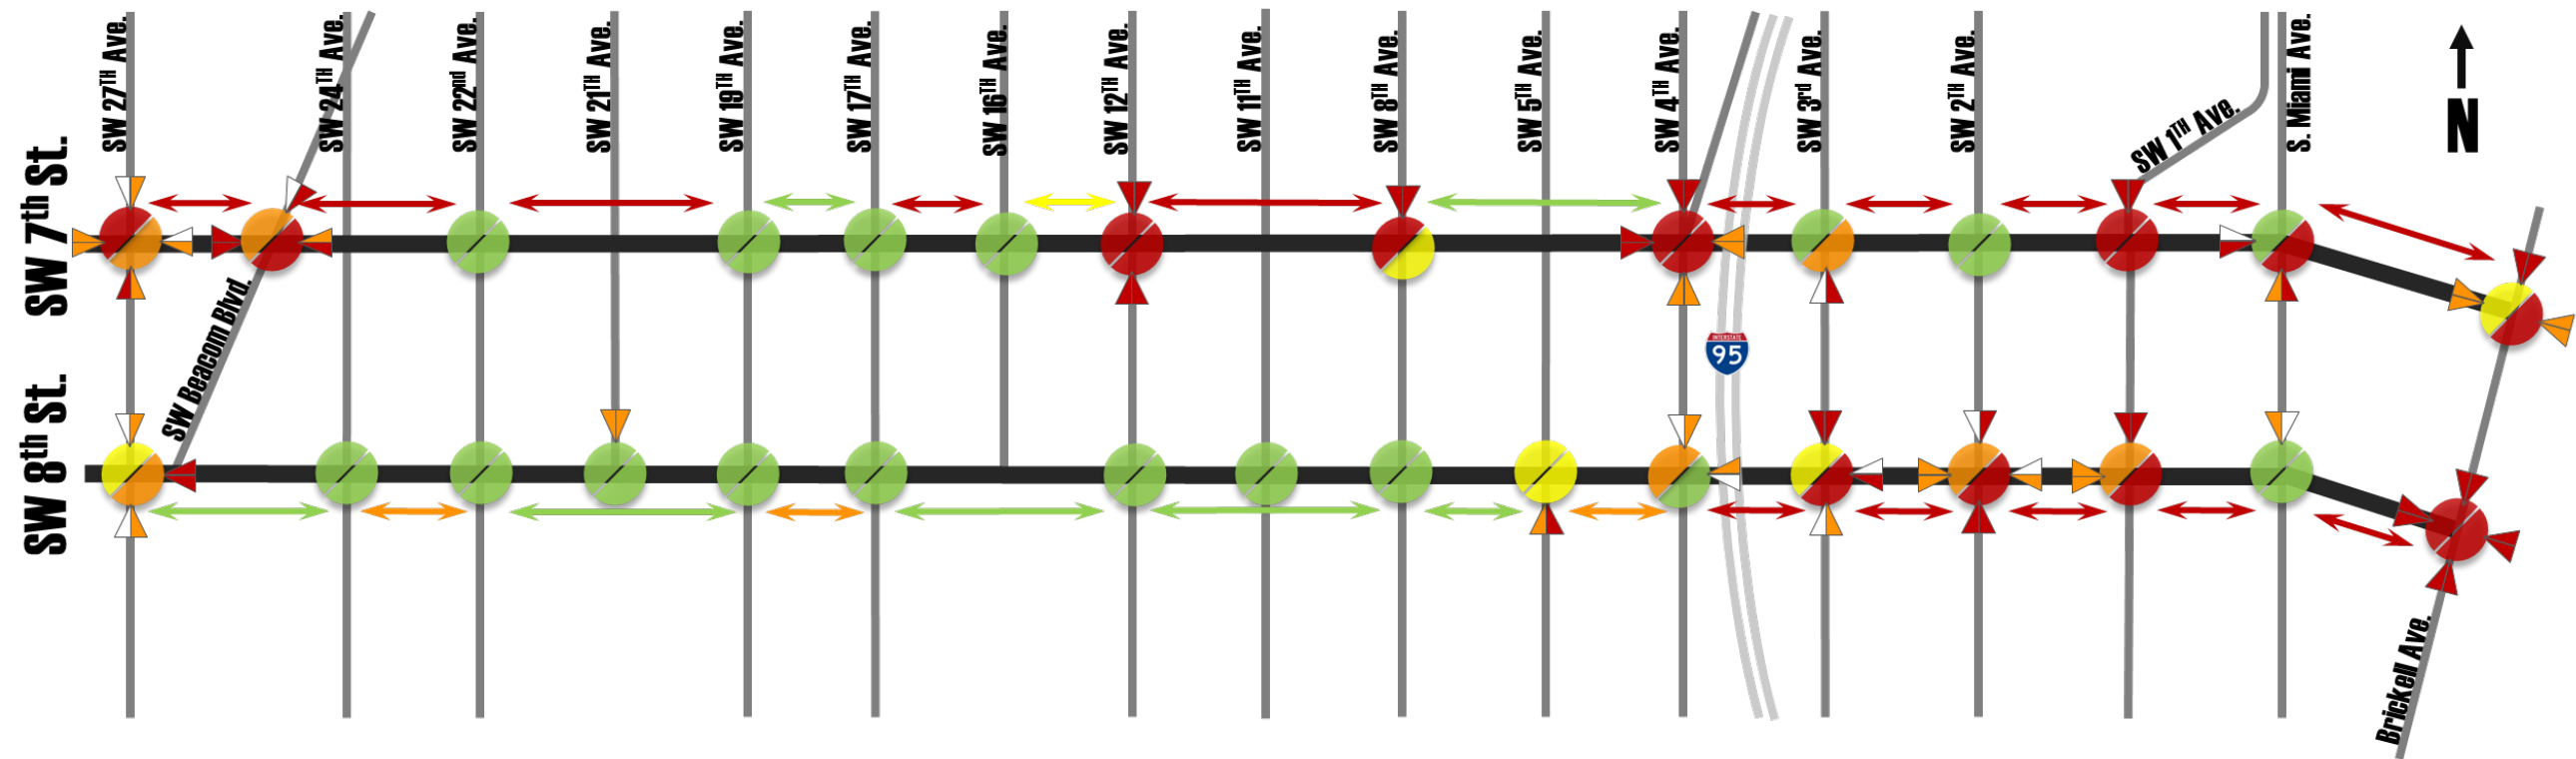 SW 27TH Ave.
SW 24TH Ave.
SW 22nd Ave.
SW 21TH Ave.
SW 19TH Ave.
SW 17TH Ave.
SW 16TH Ave.
SW 12TH Ave.
SW 11TH Ave.
SW 8TH Ave.
SW 5TH Ave.
SW 4TH Ave.
SW 3rd Ave.
SW 2TH Ave.
SW 1TH Ave.
S. Miami Ave.
N
SW 7th St.
SW Beacom Blvd.
INTERSTATE
95
SW 8th St.
Brickell Ave.